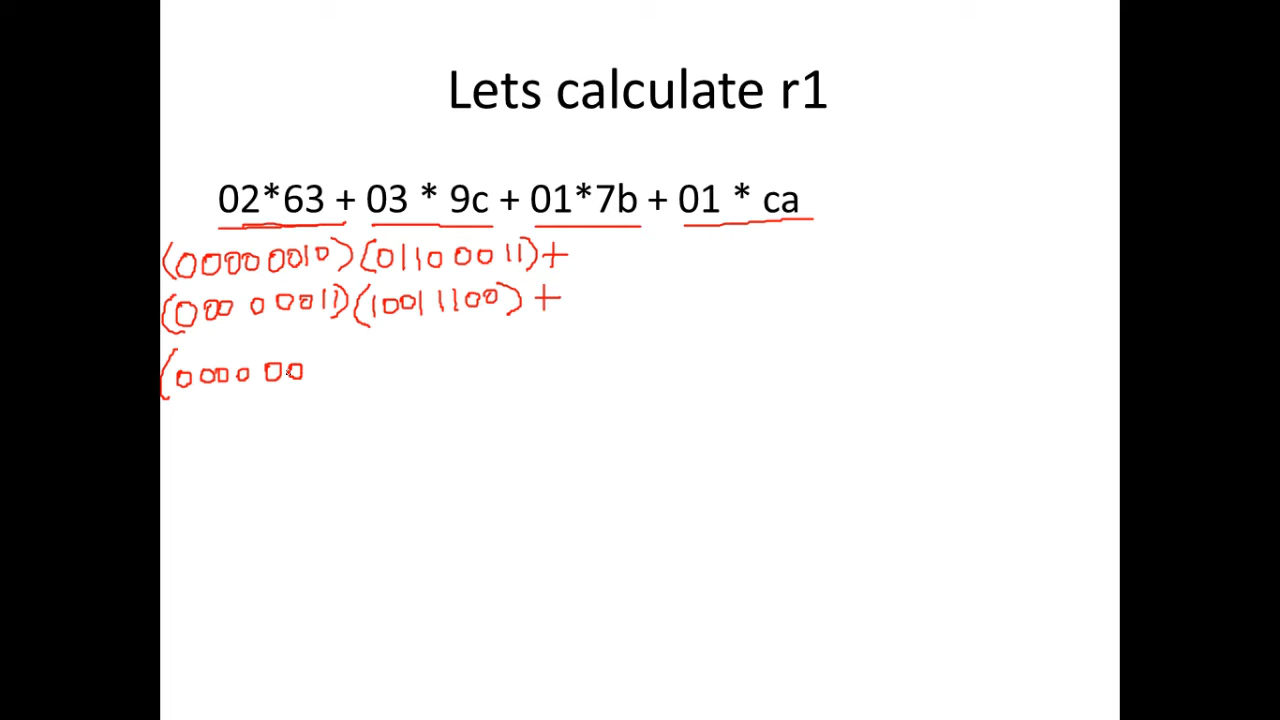 Lets calculate r1
02*63 + 03 * 9c + 01*7b + 01 * ca
(00000010)(01100011)+
(00000011)(10011100)+
(000000